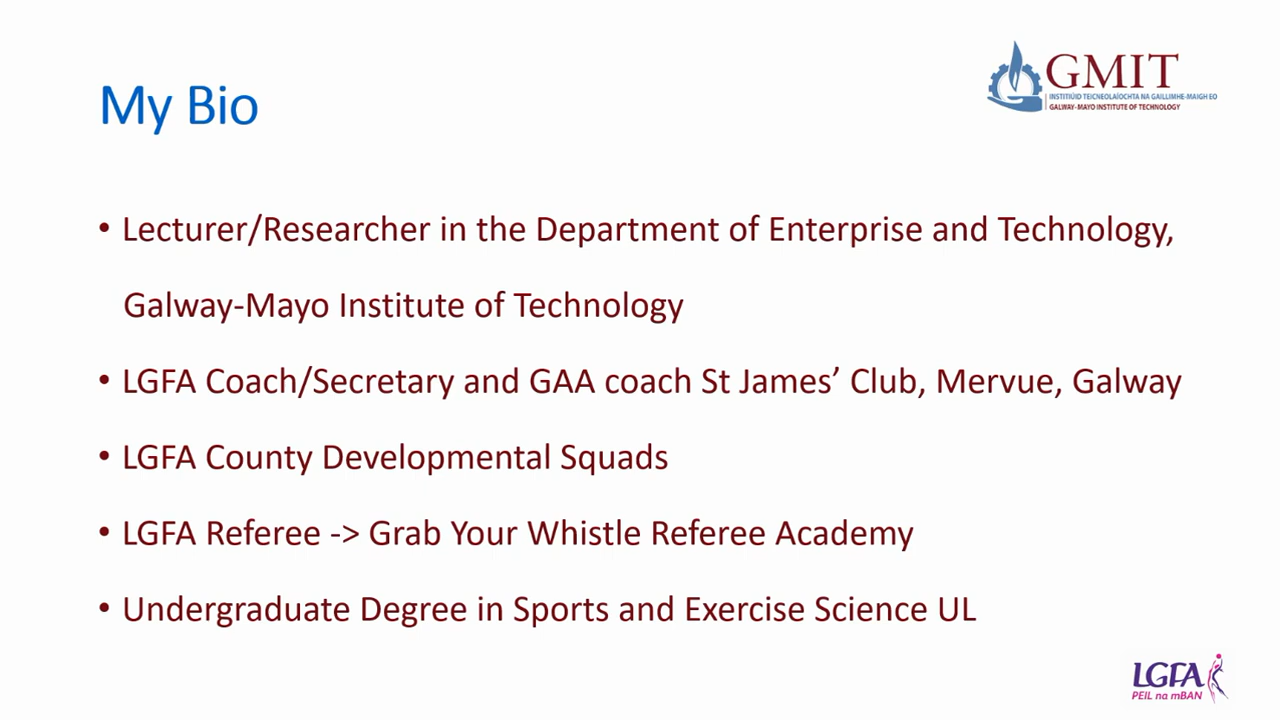 My Bio
GMIT
INSTITIÚID TEICNEOLAÍOCHTA NA GAILLIMHE-MAIGH EO
GALWAY-MAYO INSTITUTE OF TECHNOLOGY
• Lecturer/Researcher in the Department of Enterprise and Technology,
Galway-Mayo Institute of Technology
• LGFA Coach/Secretary and GAA coach St James’ Club, Mervue, Galway
• LGFA County Developmental Squads
• LGFA Referee -> Grab Your Whistle Referee Academy
• Undergraduate Degree in Sports and Exercise Science UL
LGFA
PEIL na mBAN